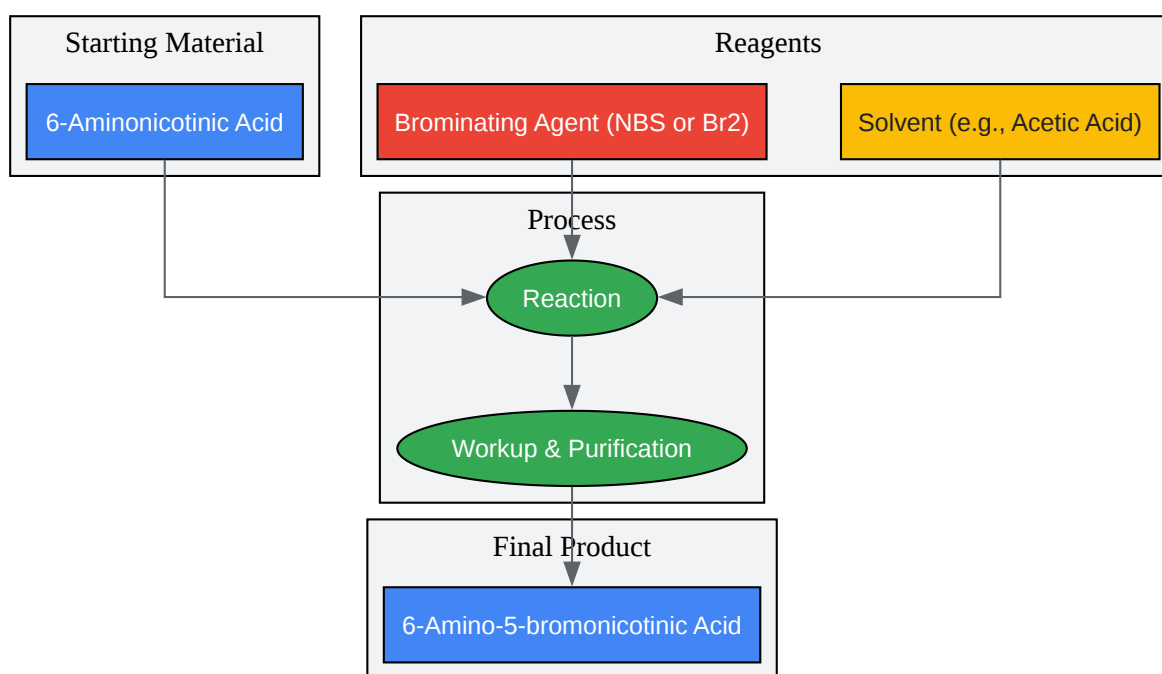 Starting Material
Reagents
6-Aminonicotinic Acid
Brominating Agent (NBS or Br2)
Solvent (e.g., Acetic Acid)
Process
Reaction
Workup & Purification
Final Product
6-Amino-5-bromonicotinic Acid